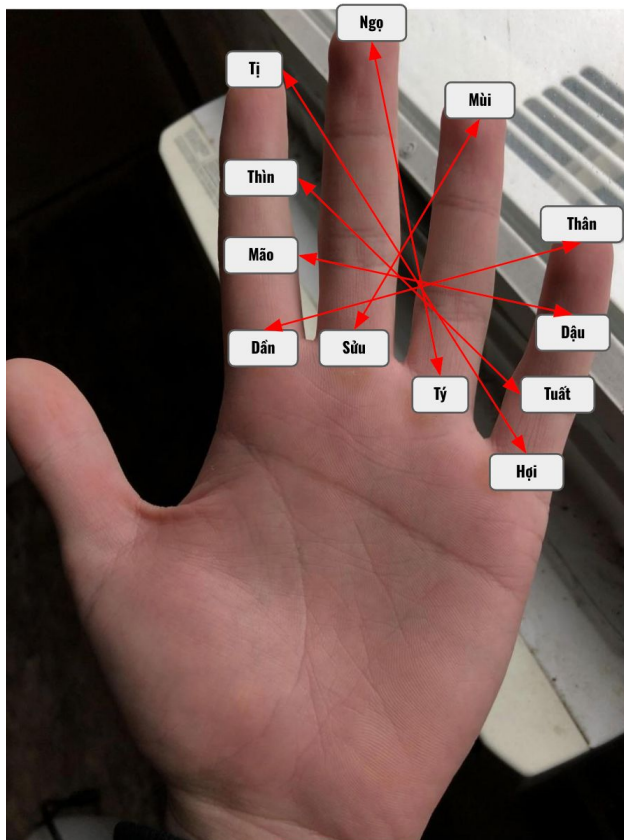 Ngọ
Tị
Mùi
Thìn
Thân
Mão
Dậu
Dần
Sửu
Tý
Tuất
Hợi